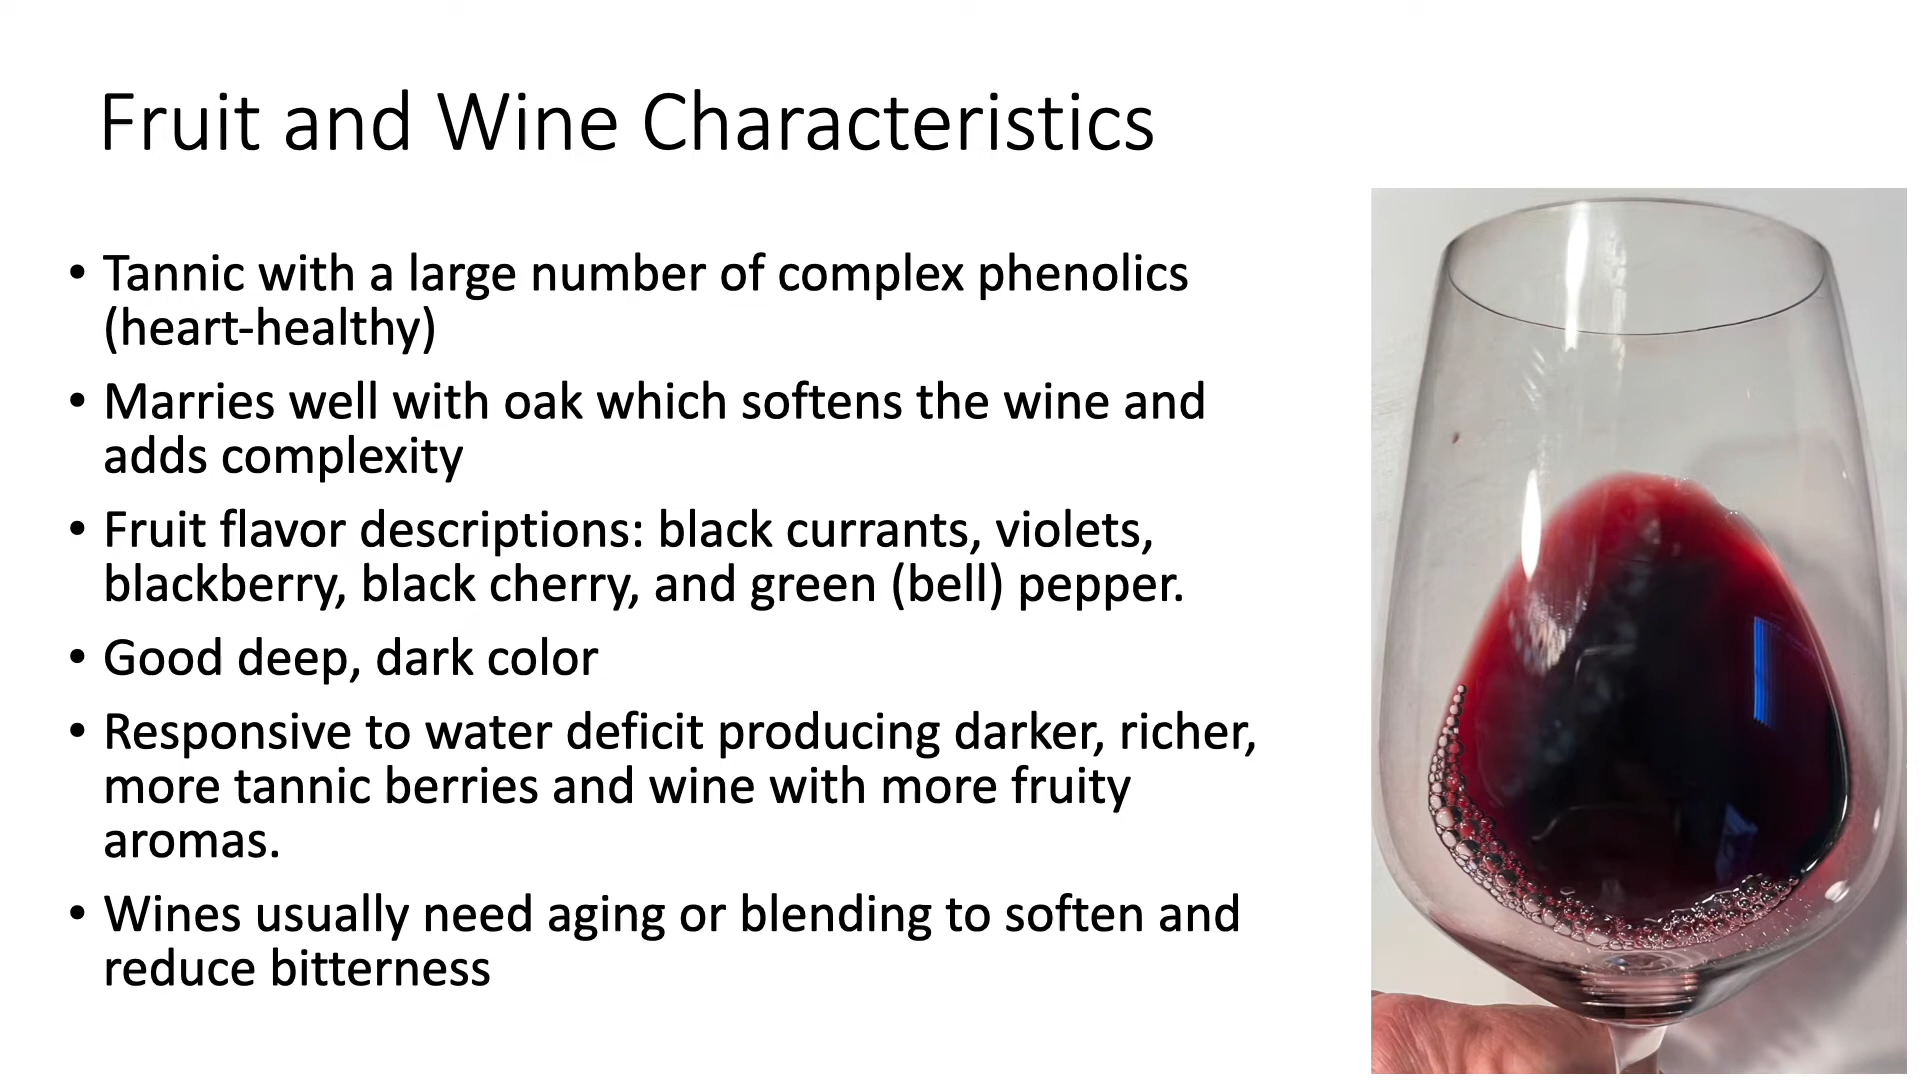 Fruit and Wine Characteristics
• Tannic with a large number of complex phenolics
(heart-healthy)
• Marries well with oak which softens the wine and
adds complexity
• Fruit flavor descriptions: black currants, violets,
blackberry, black cherry, and green (bell) pepper.
• Good deep, dark color
• Responsive to water deficit producing darker, richer,
more tannic berries and wine with more fruity
aromas.
• Wines usually need aging or blending to soften and
reduce bitterness